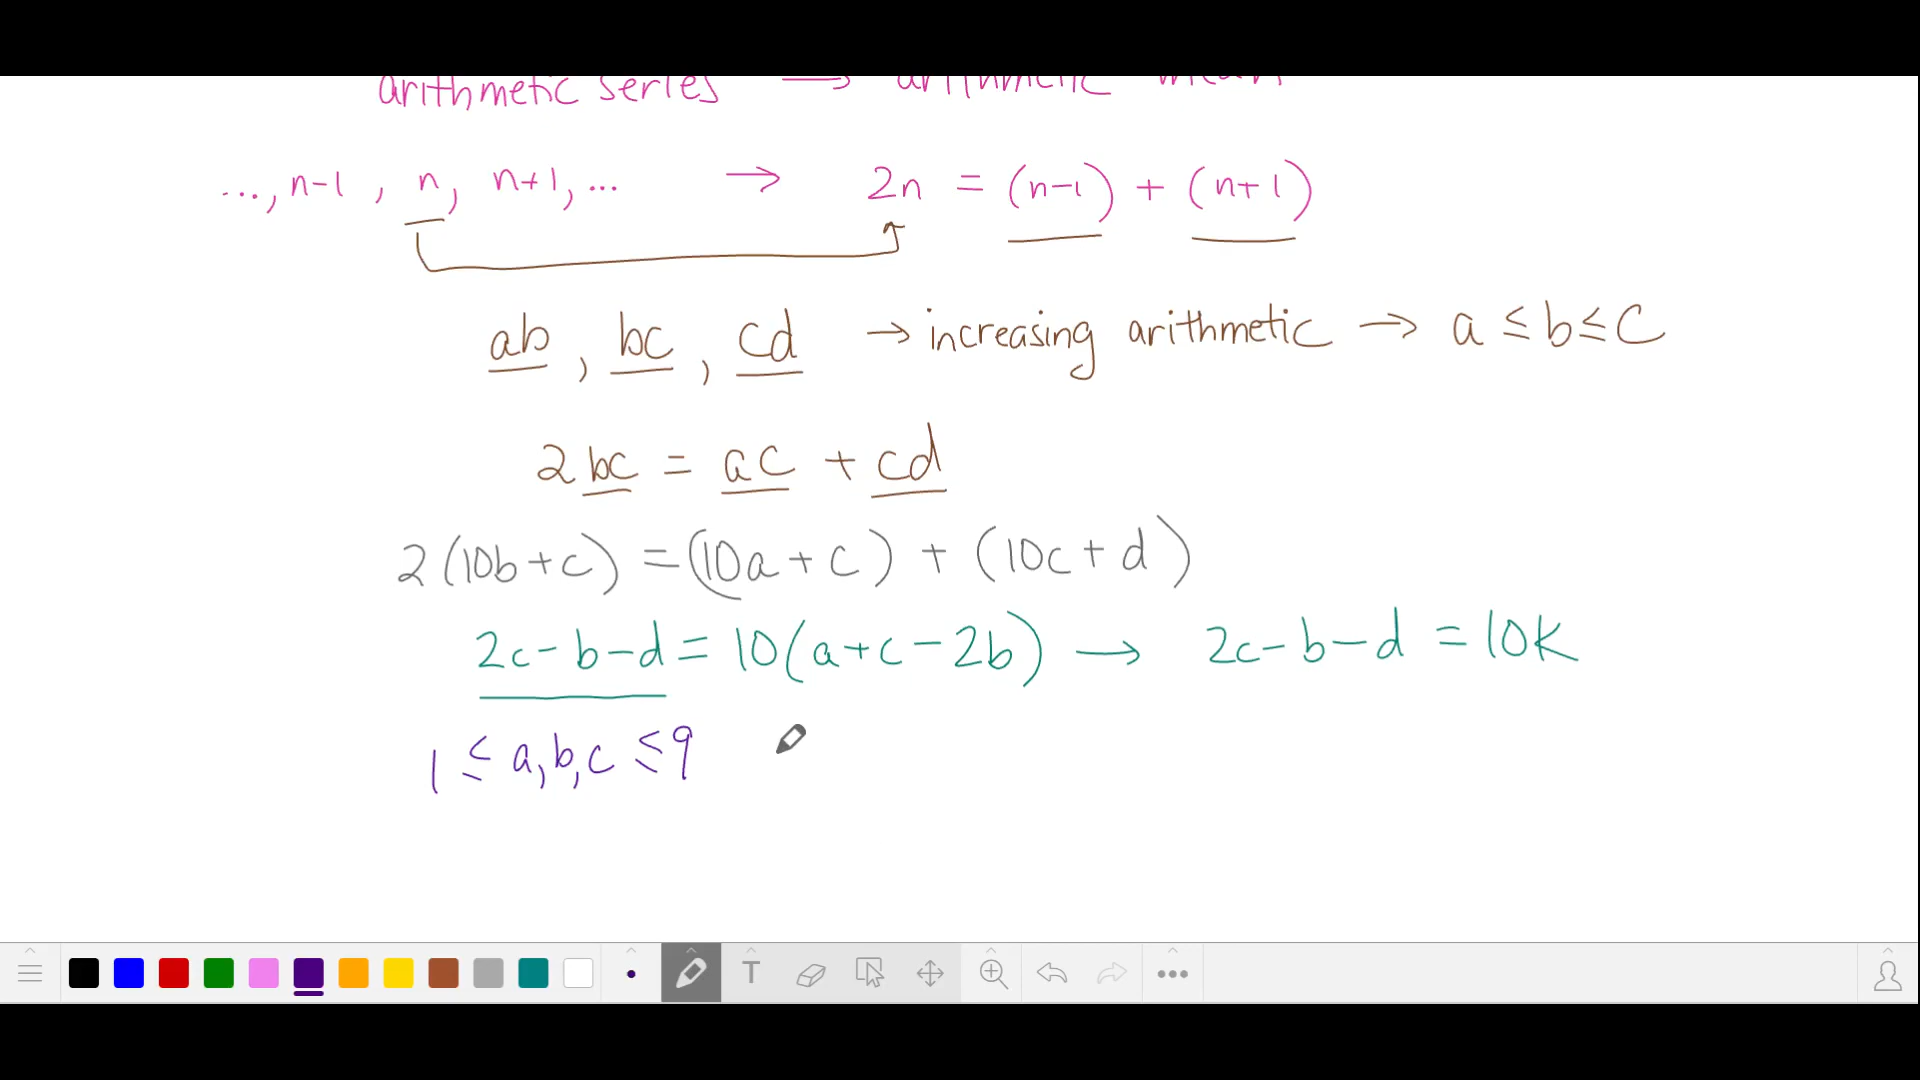 arithmetic series → arithmetic mean
..., n-1, n, n+1, ... → 2n = (n-1) + (n+1)
ab, bc, cd → increasing arithmetic → a ≤ b ≤ c
2 bc = ac + cd
2(10b+c) = (10a+c) + (10c+d)
2c-b-d = 10(a+c-2b) → 2c-b-d = 10k
1 ≤ a,b,c ≤ 9
T